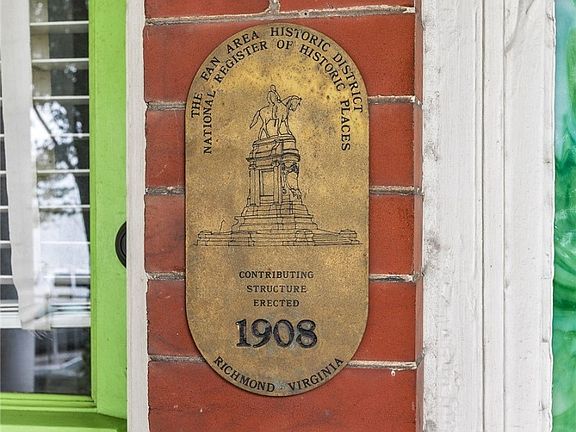 THE FAN AREA HISTORIC DISTRICT
NATIONAL REGISTER OF HISTORIC PLACES
CONTRIBUTING
STRUCTURE
ERECTED
1908
RICHMOND VIRGINIA